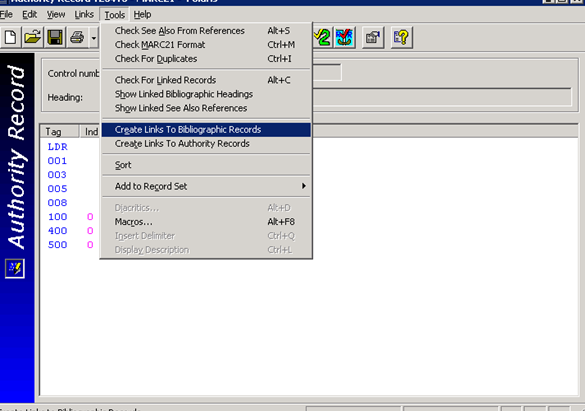 File Edit View Links Tools Help
Check See Also From References Alt+S
Check MARC21 Format Ctrl+M
Check For Duplicates Ctrl+I
Control
Check For Linked Records Alt+C
Heading:
Show Linked Bibliographic Headings
Show Linked See Also References
Create Links To Bibliographic Records
Tag Ind
Create Links To Authority Records
LDR
001
Sort
003
005
Add to Record Set
008
Diacritics... Alt+D
100 0
Macros... Alt+F8
400 0
Insert Delimiter Ctrl+Q
500 0
Display Description Ctrl+L
Authority Record